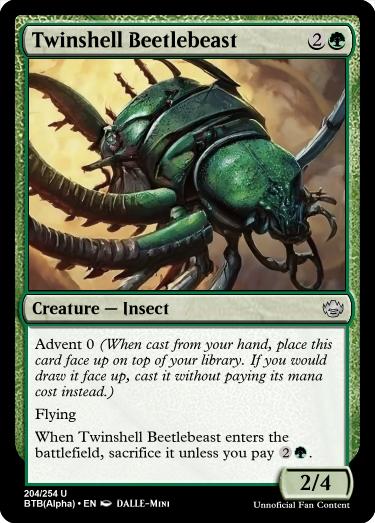 Twinshell Beetlebeast 2
Creature — Insect
Advent 0 (When cast from your hand, place this
card face up on top of your library. If you would
draw it face up, cast it without paying its mana
cost instead.)
Flying
When Twinshell Beetlebeast enters the
battlefield, sacrifice it unless you pay 2.
2/4
204/254 U
BTB(Alpha) • EN DALLE-Mini
Unnoficial Fan Content